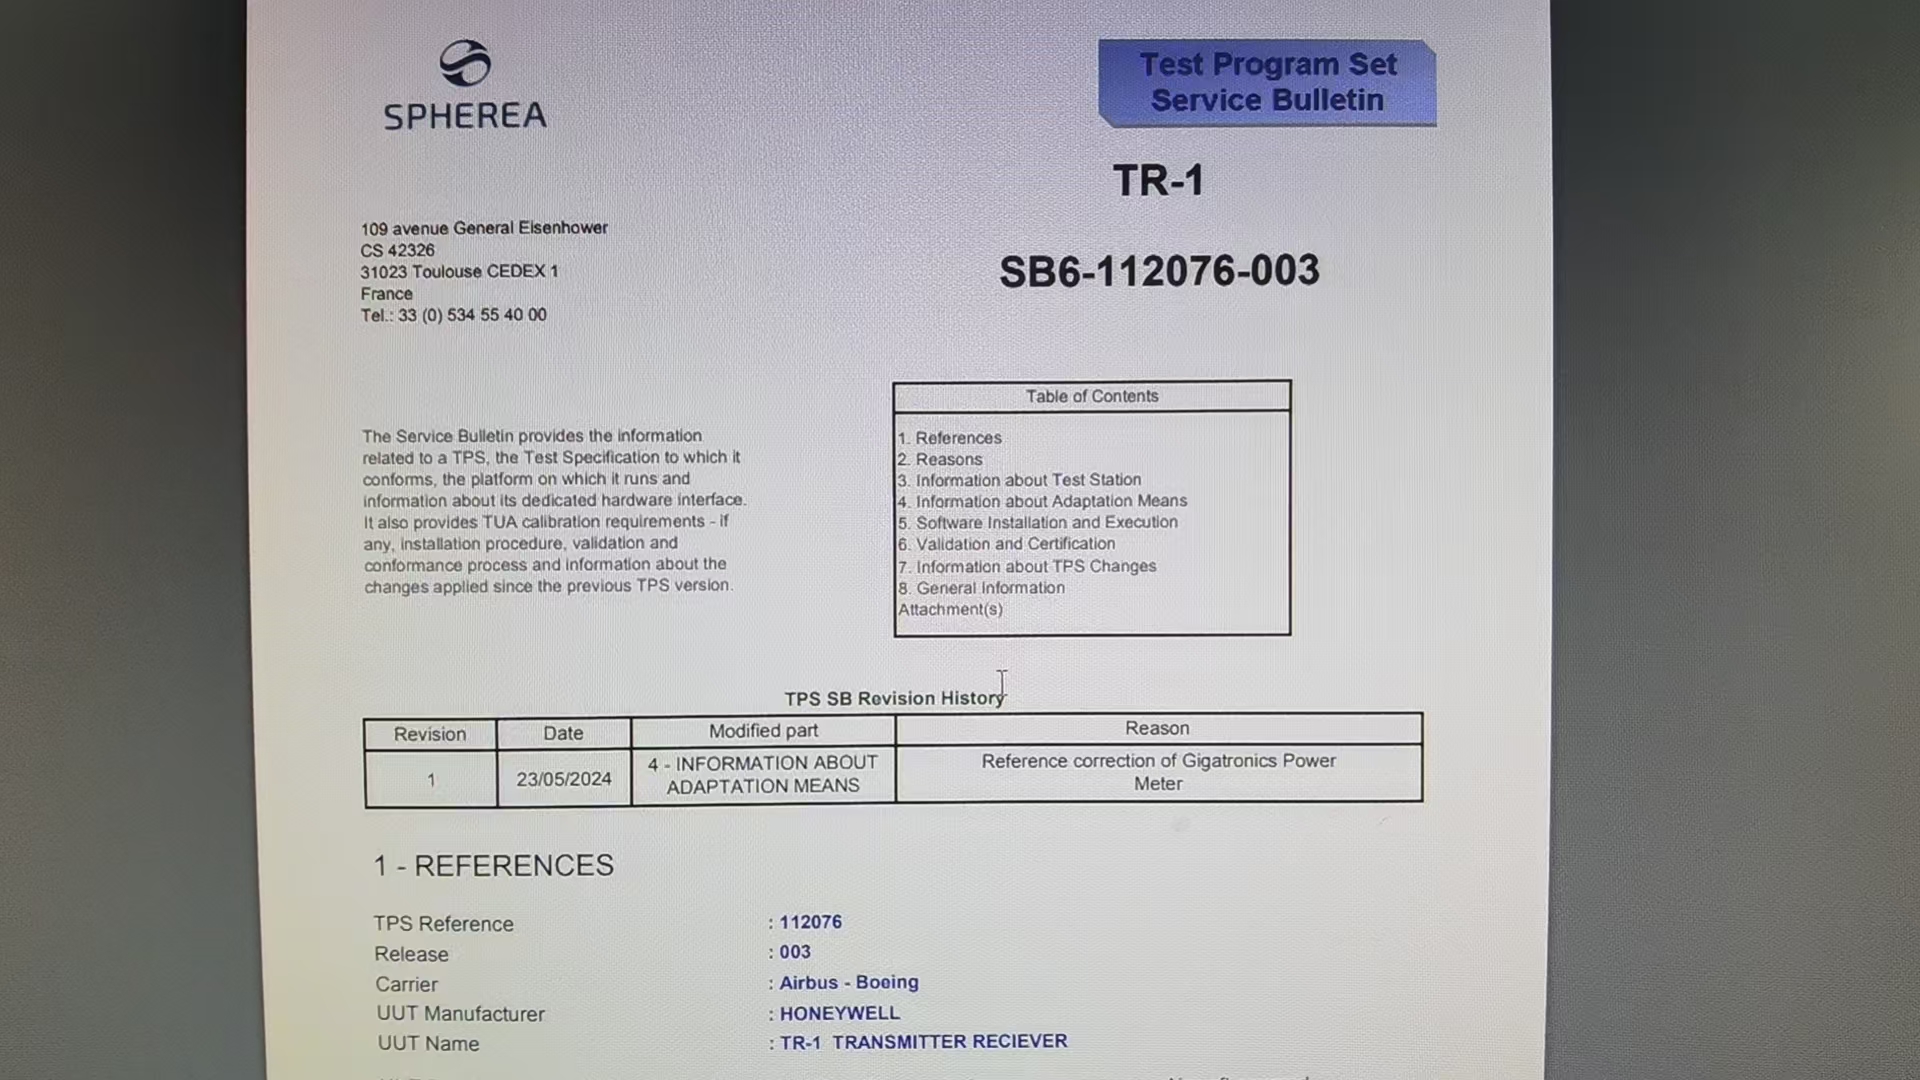 SPHEREA
Test Program Set
Service Bulletin
TR-1
109 avenue General Eisenhower
CS 42326
31023 Toulouse CEDEX 1
France
Tel.: 33 (0) 534 55 40 00
SB6-112076-003
The Service Bulletin provides the information
related to a TPS, the Test Specification to which it
conforms, the platform on which it runs and
information about its dedicated hardware interface.
It also provides TUA calibration requirements - if
any, installation procedure, validation and
conformance process and information about the
changes applied since the previous TPS version.
Table of Contents
1. References
2. Reasons
3. Information about Test Station
4. Information about Adaptation Means
5. Software Installation and Execution
6. Validation and Certification
7. Information about TPS Changes
8. General Information
Attachment(s)
TPS SB Revision History
Revision Date Modified part Reason
1 23/05/2024 4 - INFORMATION ABOUT
ADAPTATION MEANS
Reference correction of Gigatronics Power
Meter
1 - REFERENCES
TPS Reference : 112076
Release : 003
Carrier : Airbus - Boeing
UUT Manufacturer : HONEYWELL
UUT Name : TR-1 TRANSMITTER RECIEVER